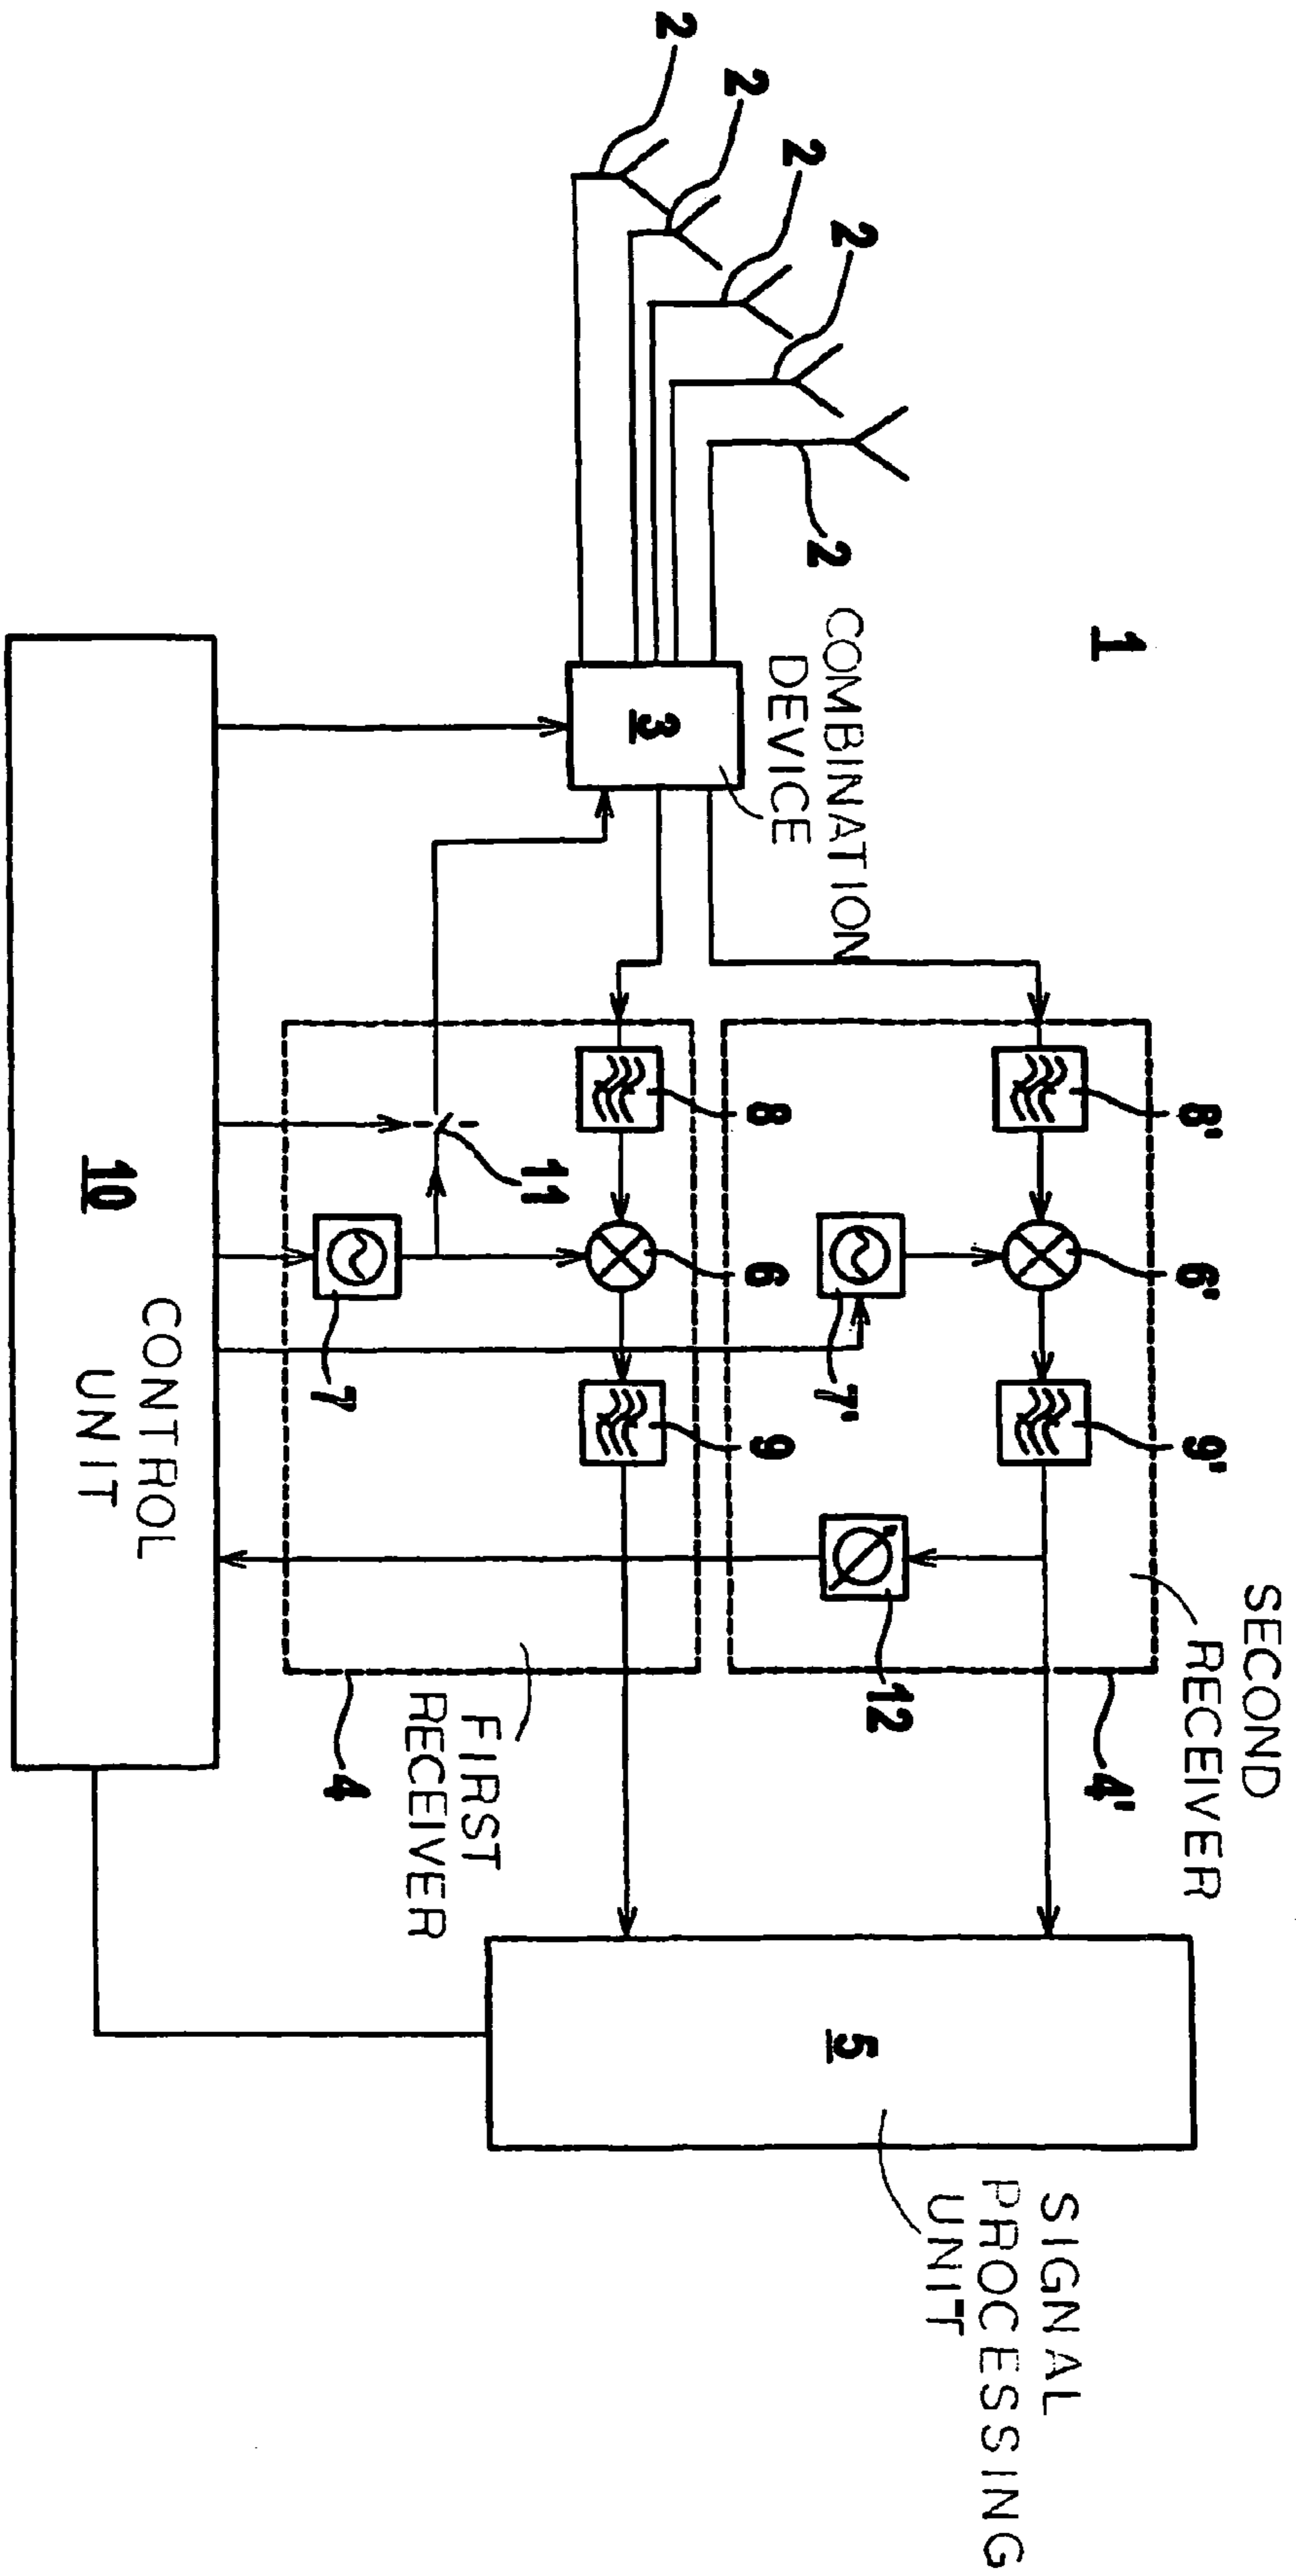 1
SECOND
RECEIVER
8'
6'
9'
4'
SIGNAL
PROCESSING
UNIT
2
2
2
2
2
COMBINATION
DEVICE
7'
12
5
8
6
9
3
11
FIRST
RECEIVER
7
4
10
CONTROL
UNIT